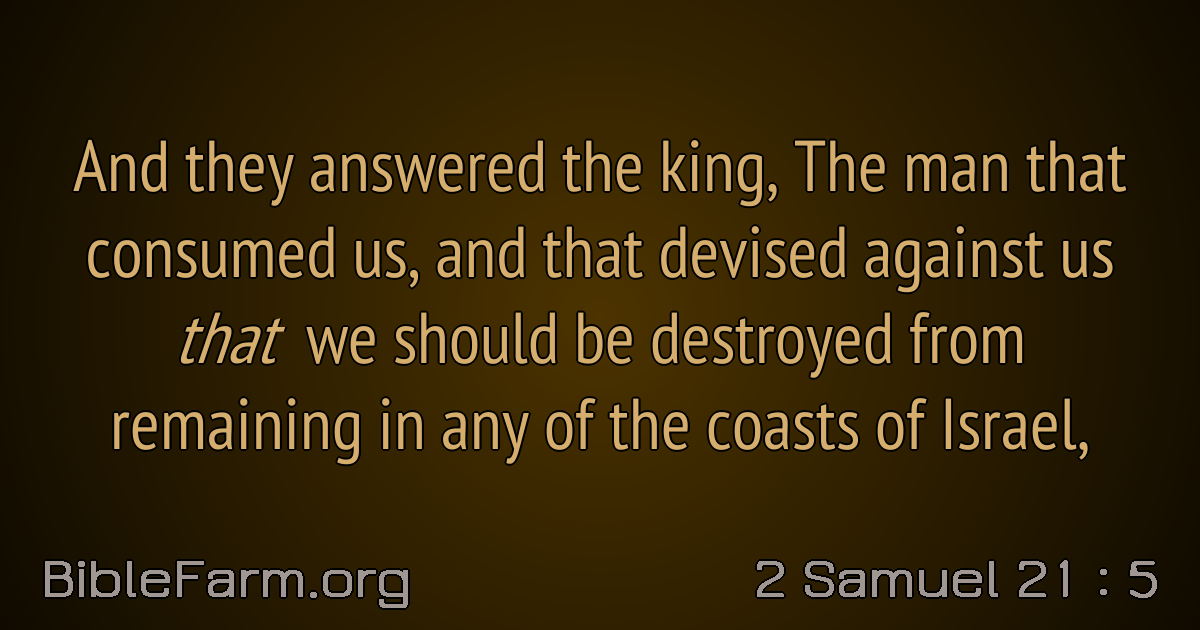 And they answered the king, The man that
consumed us, and that devised against us
that we should be destroyed from
remaining in any of the coasts of Israel,
BibleFarm.org
2 Samuel 21 : 5